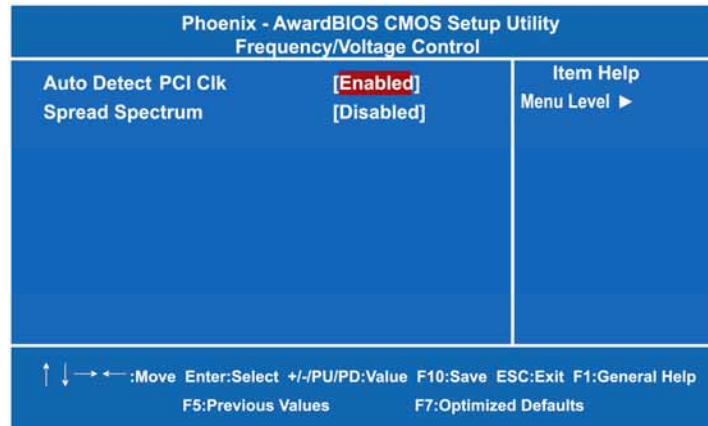 Phoenix - AwardBIOS CMOS Setup Utility
Frequency/Voltage Control
Auto Detect PCI Clk [Enabled]
Spread Spectrum [Disabled]
Item Help
Menu Level ►
↑ ↓ → ← :Move Enter:Select +/-/PU/PD:Value F10:Save ESC:Exit F1:General Help
F5:Previous Values F7:Optimized Defaults